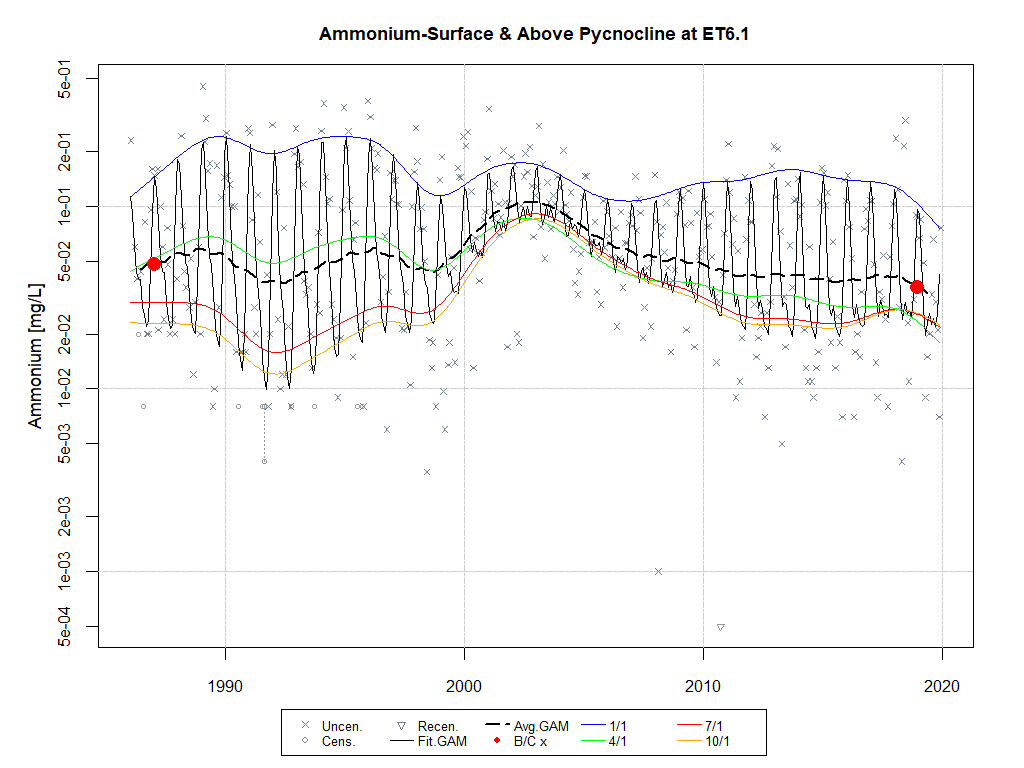 Ammonium-Surface & Above Pycnocline at ET6.1
Ammonium [mg/L]
5e-01
2e-01
1e-01
5e-02
2e-02
1e-02
5e-03
2e-03
1e-03
5e-04
1990 2000 2010 2020
Uncen. Recen. Avg.GAM 1/1 7/1
Cens. Fit.GAM B/C x 4/1 10/1